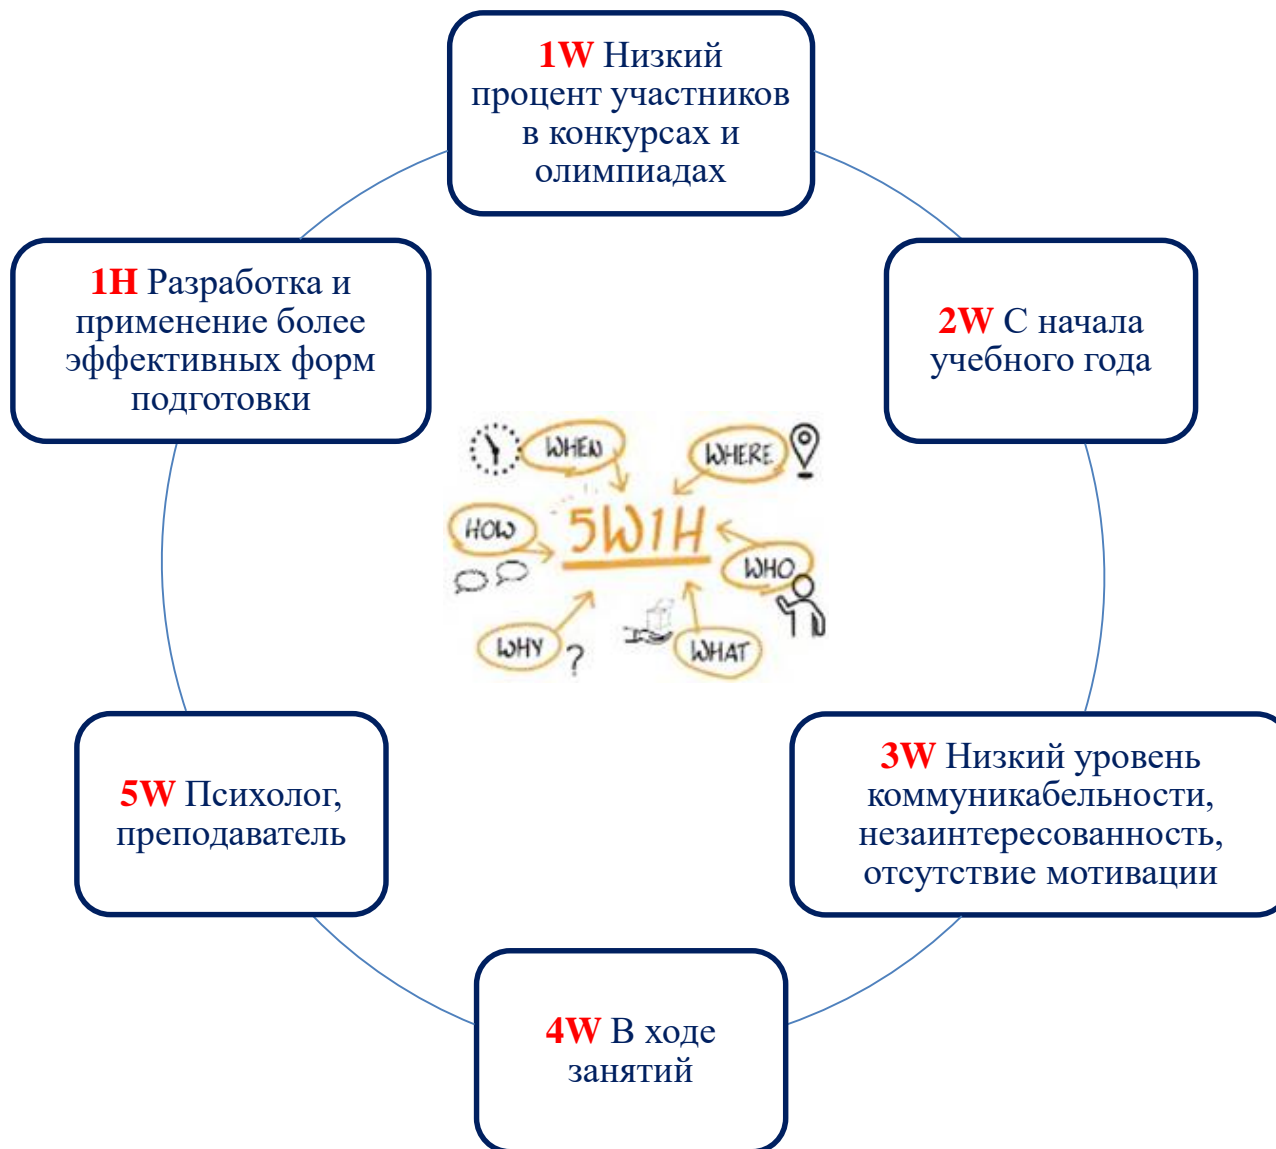 1W Низкий
процент участников
в конкурсах и
олимпиадах
1H Разработка и
применение более
эффективных форм
подготовки
2W С начала
учебного года
WHEN
WHERE
HOW
5W1H
WHO
WHY
?
WHAT
5W Психолог,
преподаватель
3W Низкий уровень
коммуникабельности,
незаинтересованность,
отсутствие мотивации
4W В ходе
занятий